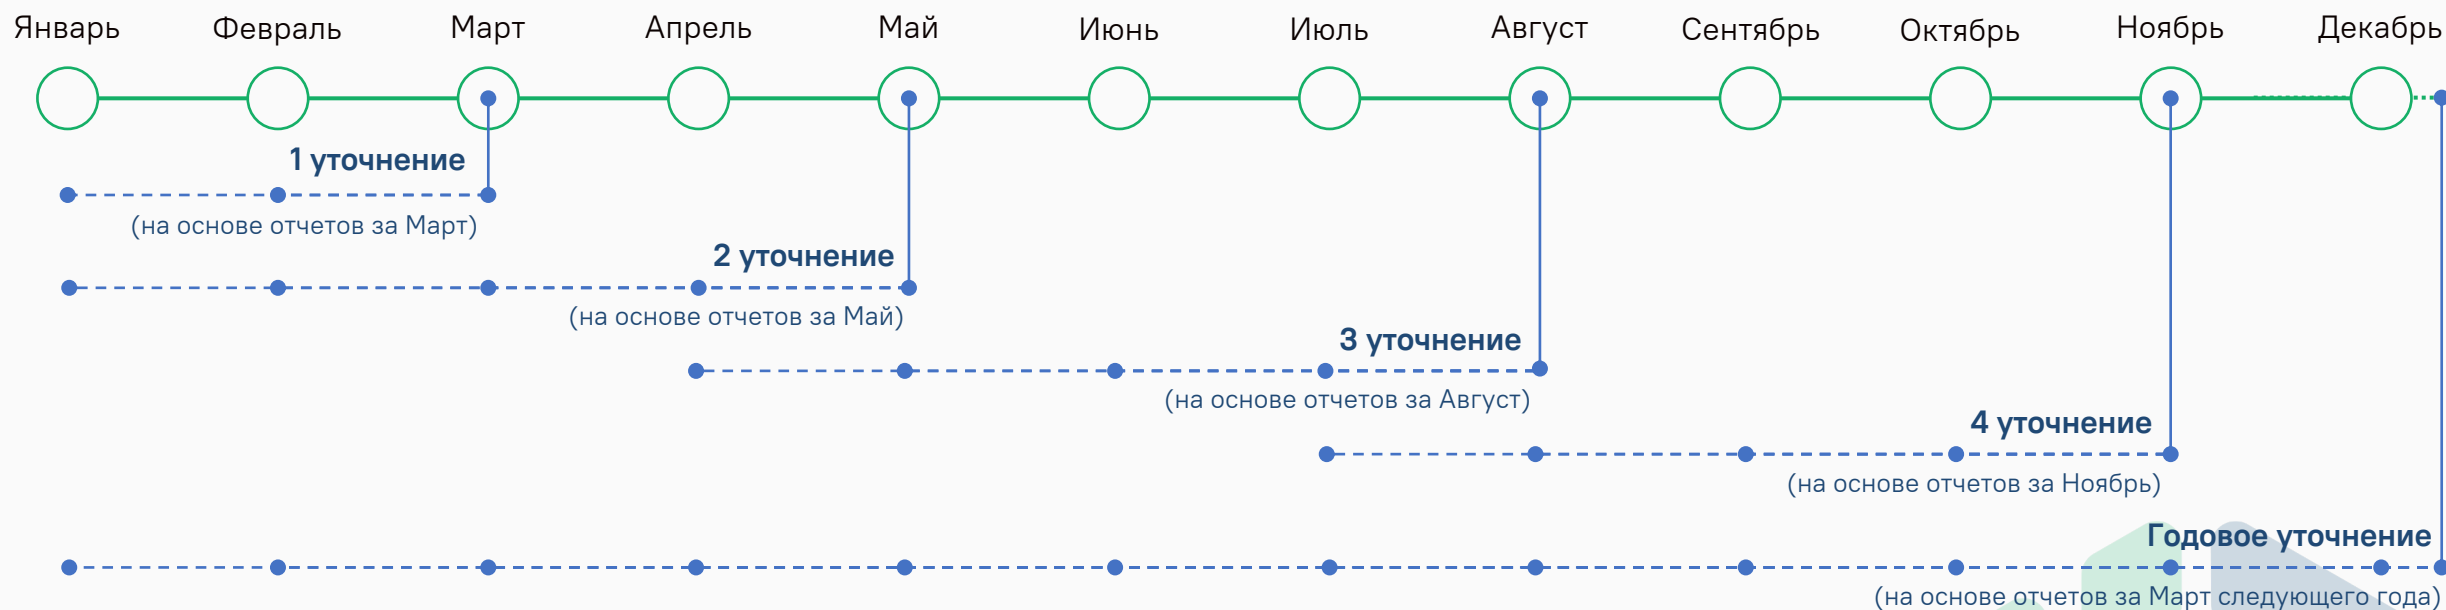 Январь Февраль Март Апрель Май Июнь Июль Август Сентябрь Октябрь Ноябрь Декабрь
1 уточнение
(на основе отчетов за Март)
2 уточнение
(на основе отчетов за Май)
3 уточнение
(на основе отчетов за Август)
4 уточнение
(на основе отчетов за Ноябрь)
Годовое уточнение
(на основе отчетов за Март следующего года)